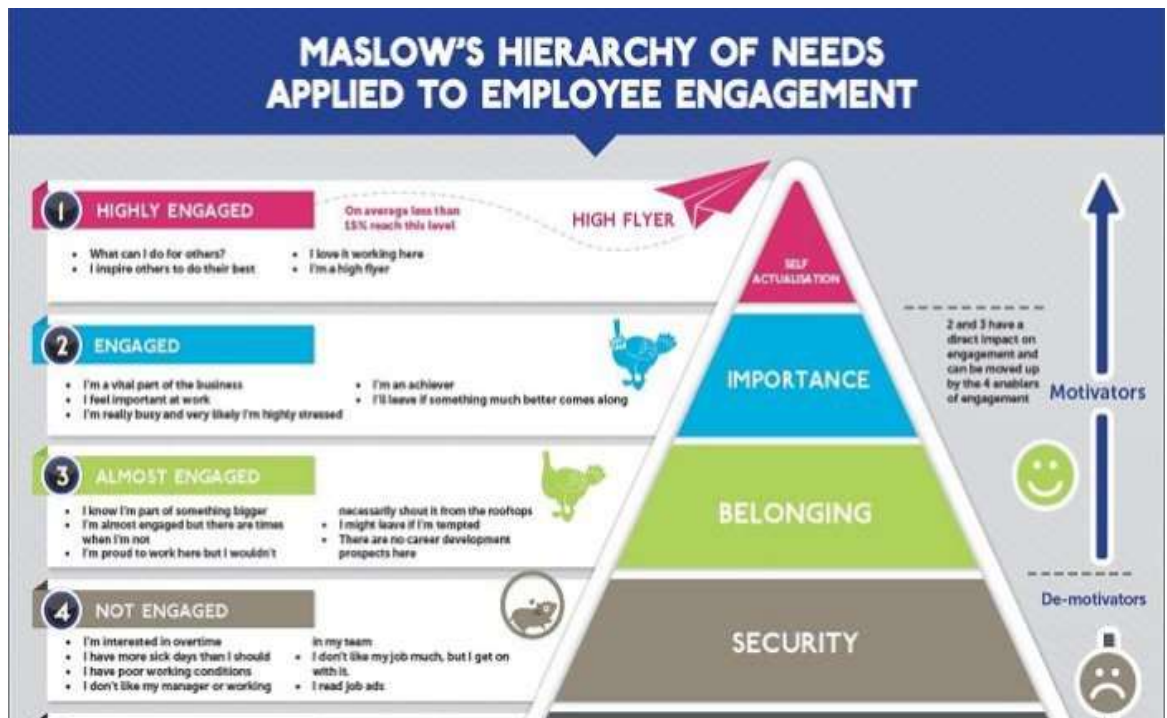 MASLOW'S HIERARCHY OF NEEDS
APPLIED TO EMPLOYEE ENGAGEMENT
1 HIGHLY ENGAGED
On average less than
15% reach this level
HIGH FLYER
• What can I do for others?
• I inspire others to do their best
• I love it working here
• I'm a high flyer
SELF
ACTUALISATION
2 ENGAGED
• I'm a vital part of the business
• I feel important at work
• I'm really busy and very likely I'm highly stressed
• I'm an achiever
• I'll leave if something much better comes along
IMPORTANCE
2 and 3 have a
direct impact on
engagement and
can be moved up
by the 4 enablers
of engagement
Motivators
3 ALMOST ENGAGED
• I know I'm part of something bigger
• I'm almost engaged but there are times
when I'm not
• I'm proud to work here but I wouldn't
necessarily shout it from the rooftops
• I might leave if I'm tempted
• There are no career development
prospects here
BELONGING
4 NOT ENGAGED
• I'm interested in overtime
• I have more sick days than I should
• I have poor working conditions
• I don't like my manager or working
in my team
• I don't like my job much, but I get on
with it.
• I read job ads
SECURITY
De-motivators